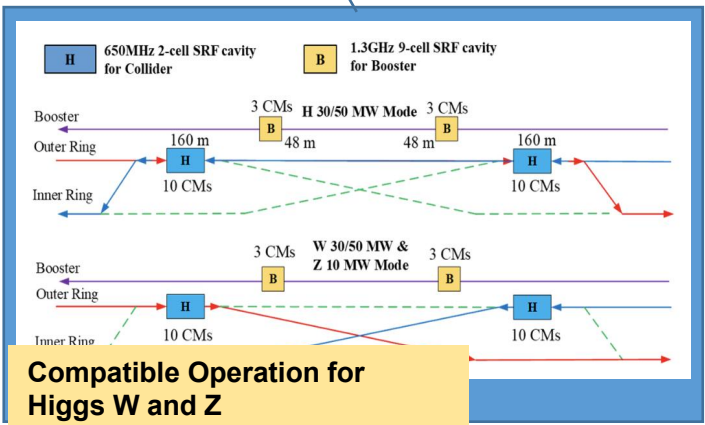 H
650MHz 2-cell SRF cavity
for Collider
B
1.3GHz 9-cell SRF cavity
for Booster
Booster
3 CMs
H 30/50 MW Mode
3 CMs
B
B
Outer Ring
160 m
48 m
48 m
160 m
H
H
10 CMs
10 CMs
Inner Ring
3 CMs
W 30/50 MW &
Z 10 MW Mode
3 CMs
Booster
B
B
Outer Ring
H
H
10 CMs
10 CMs
Inner Ring
Compatible Operation for
Higgs W and Z